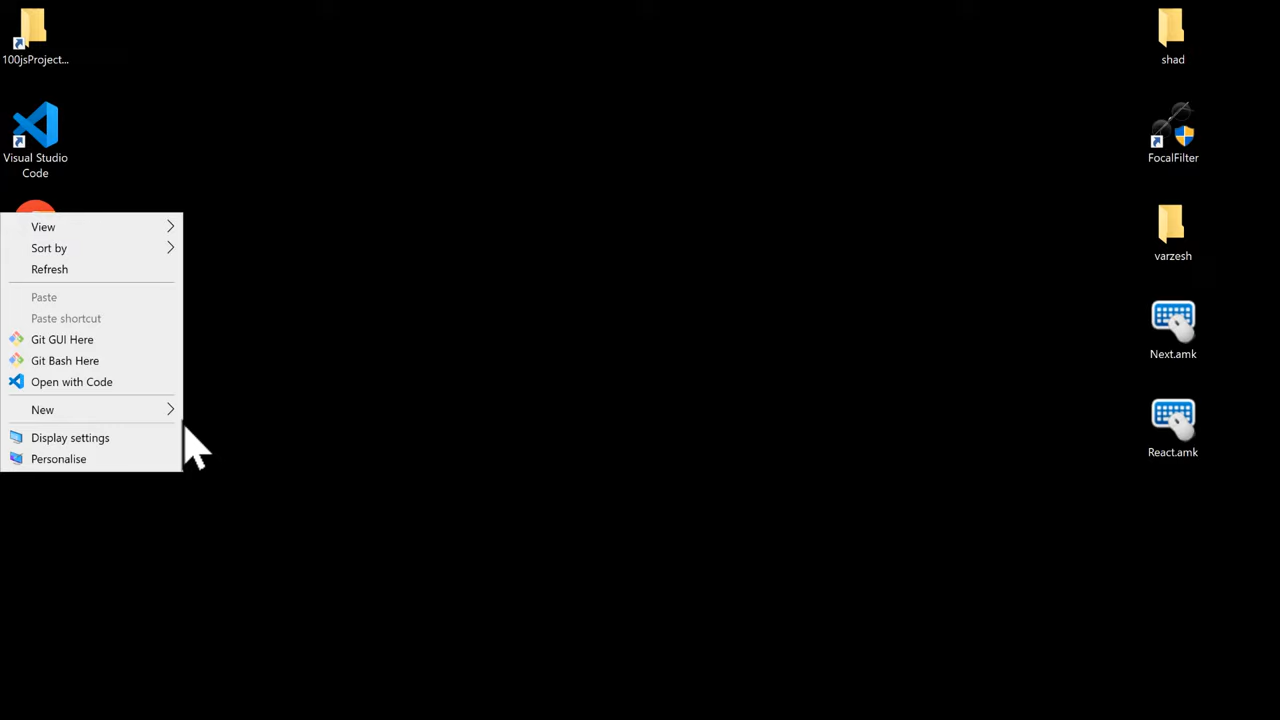 100jsProject...
Visual Studio
Code
View
Sort by
Refresh
Paste
Paste shortcut
Git GUI Here
Git Bash Here
Open with Code
New
Display settings
Personalise
shad
FocalFilter
varzesh
Next.amk
React.amk